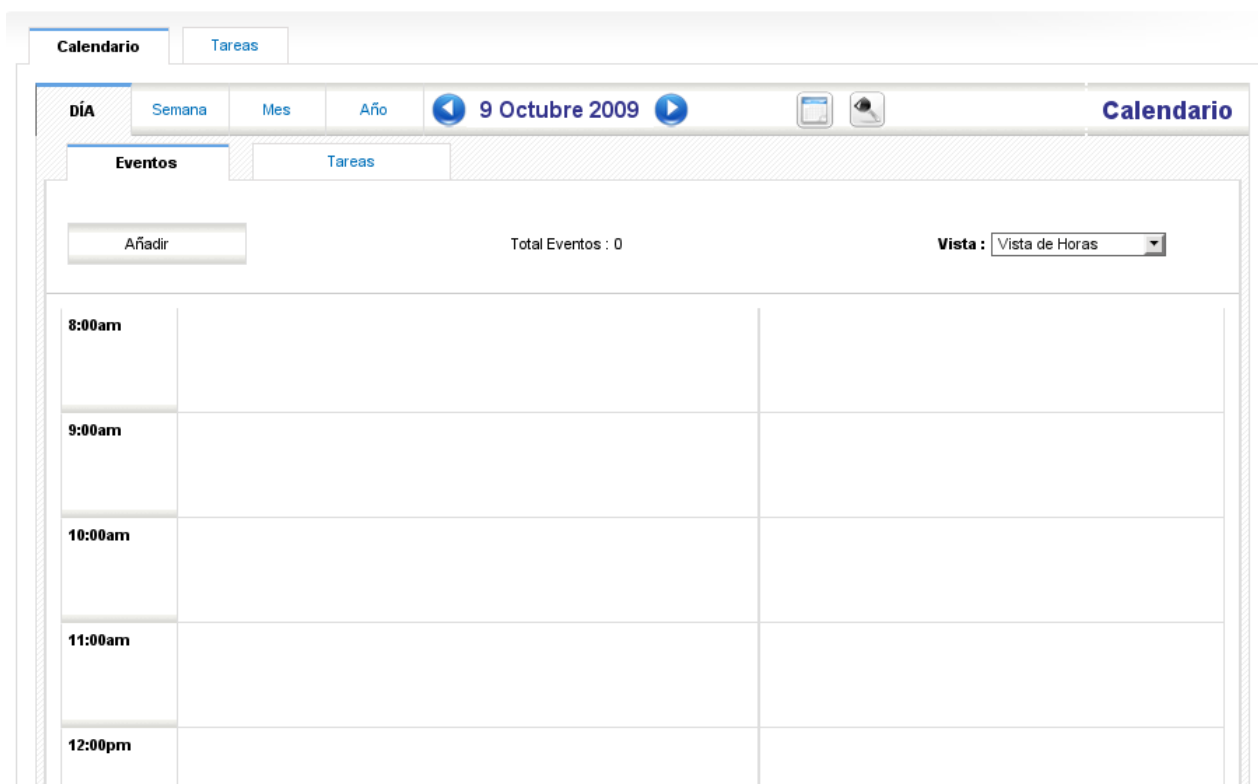 Calendario Tareas
DÍA Semana Mes Año 9 Octubre 2009 Calendario
Eventos Tareas
Añadir Total Eventos : 0 Vista : Vista de Horas
8:00am
9:00am
10:00am
11:00am
12:00pm